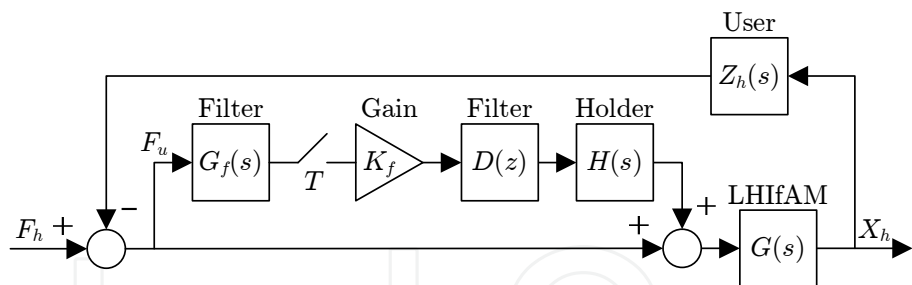 User
Z_h(s)
Filter
Gain
Filter
Holder
F_u
G_f(s)
T
K_f
D(z)
H(s)
−
+
LHIfAM
F_h
+
+
G(s)
X_h